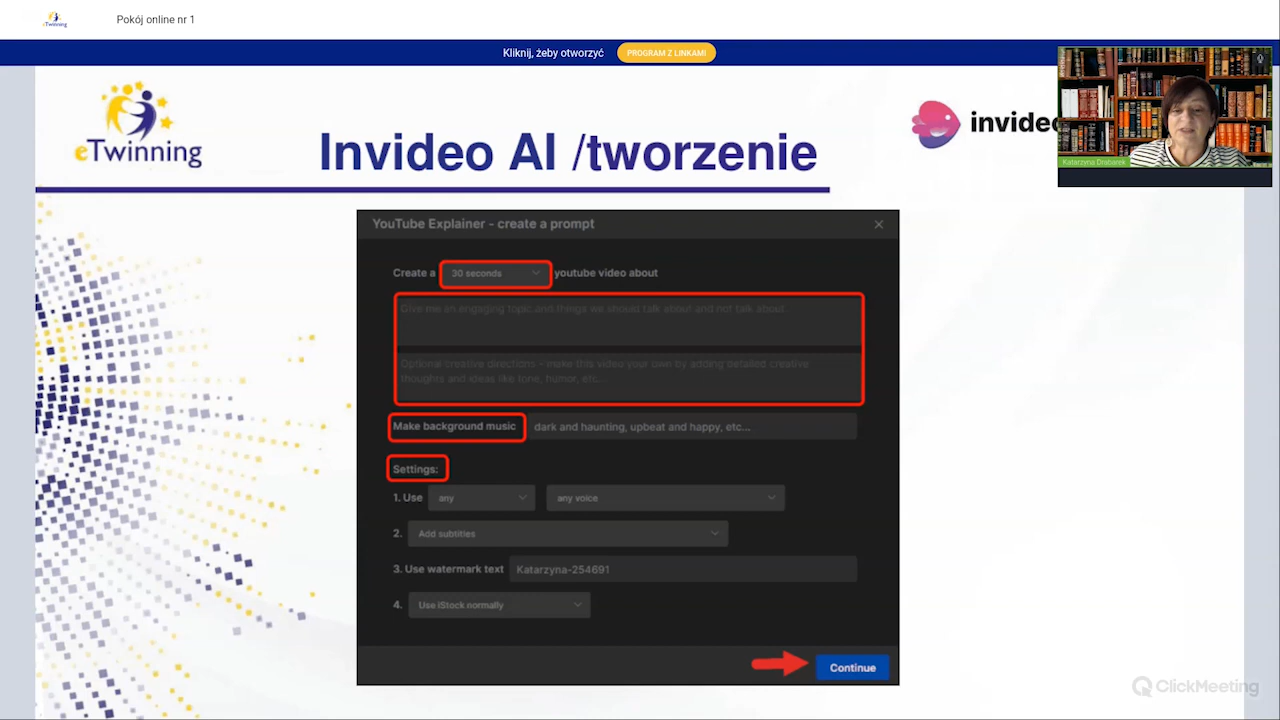 eTwinning
Pokój online nr 1
Kliknij, żeby otworzyć PROGRAM Z LINKAMI
eTwinning
Invideo AI /tworzenie
invideo
Katarzyna Drabarek
YouTube Explainer - create a prompt
Create a 30 seconds youtube video about
Give me an engaging topic and things we should talk about and not talk about.
Optional creative directions - make this video your own by adding detailed creative
thoughts and ideas like tone, humor, etc...
Make background music dark and haunting, upbeat and happy, etc...
Settings:
1. Use any any voice
2. Add subtitles
3. Use watermark text Katarzyna-254691
4. Use iStock normally
Continue
ClickMeeting